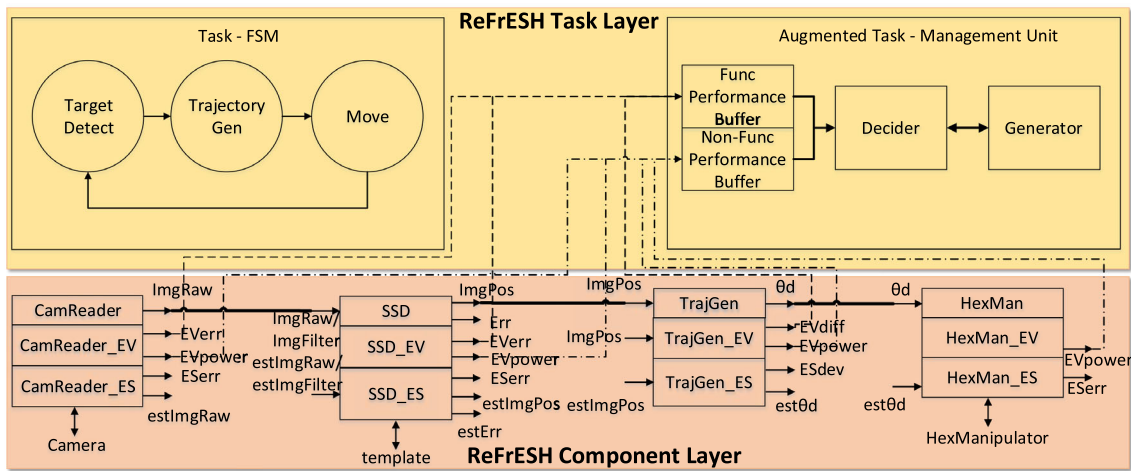 ReFrESH Task Layer
Task - FSM
Target
Detect
Trajectory
Gen
Move
Augmented Task - Management Unit
Func
Performance
Buffer
Non-Func
Performance
Buffer
Decider
Generator
CamReader
CamReader_EV
CamReader_ES
ImgRaw
EVerr
EVpower
ESerr
estImgRaw
Camera
ImgRaw/
ImgFilter
estImgRaw/
estImgFilter
SSD
SSD_EV
SSD_ES
ImgPos
Err
EVerr
EVpower
ESerr
estImgPos
estErr
template
ImgPos
ImgPos
estImgPos
TrajGen
TrajGen_EV
TrajGen_ES
θd
EVdiff
EVpower
ESdev
estθd
θd
estθd
HexMan
HexMan_EV
HexMan_ES
EVpower
ESerr
HexManipulator
ReFrESH Component Layer